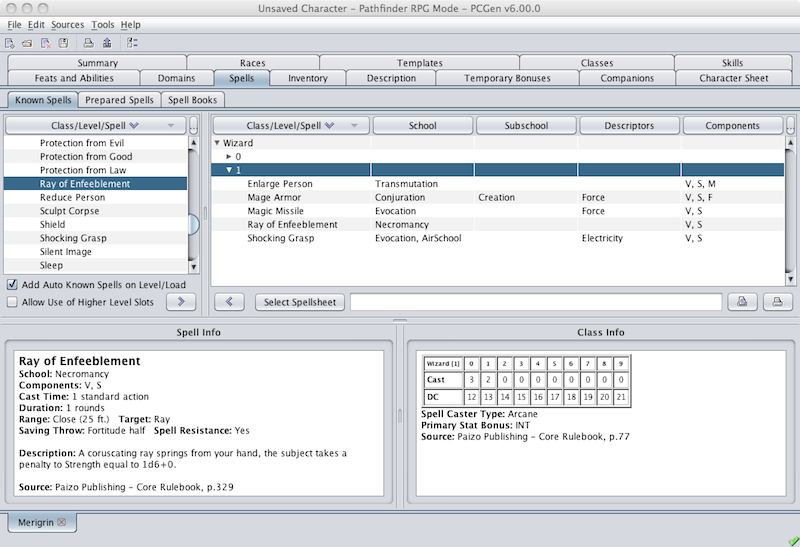 Unsaved Character – Pathfinder RPG Mode – PCGen v6.00.0
File Edit Sources Tools Help
Summary Races Templates Classes Skills
Feats and Abilities Domains Spells Inventory Description Temporary Bonuses Companions Character Sheet
Known Spells Prepared Spells Spell Books
Class/Level/Spell ...
Protection from Evil
Protection from Good
Protection from Law
Ray of Enfeeblement
Reduce Person
Sculpt Corpse
Shield
Shocking Grasp
Silent Image
Sleep
Add Auto Known Spells on Level/Load
Allow Use of Higher Level Slots
Class/Level/Spell School Subschool Descriptors Components ...
Wizard
0
1
Enlarge Person Transmutation V, S, M
Mage Armor Conjuration Creation Force V, S, F
Magic Missile Evocation Force V, S
Ray of Enfeeblement Necromancy V, S
Shocking Grasp Evocation, AirSchool Electricity V, S
Select Spellsheet
Spell Info
Ray of Enfeeblement
School: Necromancy
Components: V, S
Cast Time: 1 standard action
Duration: 1 rounds
Range: Close (25 ft.) Target: Ray
Saving Throw: Fortitude half Spell Resistance: Yes
Description: A coruscating ray springs from your hand, the subject takes a
penalty to Strength equal to 1d6+0.
Source: Paizo Publishing – Core Rulebook, p.329
Class Info
Wizard [1] 0 1 2 3 4 5 6 7 8 9
Cast 3 2 0 0 0 0 0 0 0 0
DC 12 13 14 15 16 17 18 19 20 21
Spell Caster Type: Arcane
Primary Stat Bonus: INT
Source: Paizo Publishing – Core Rulebook, p.77
Merigrin